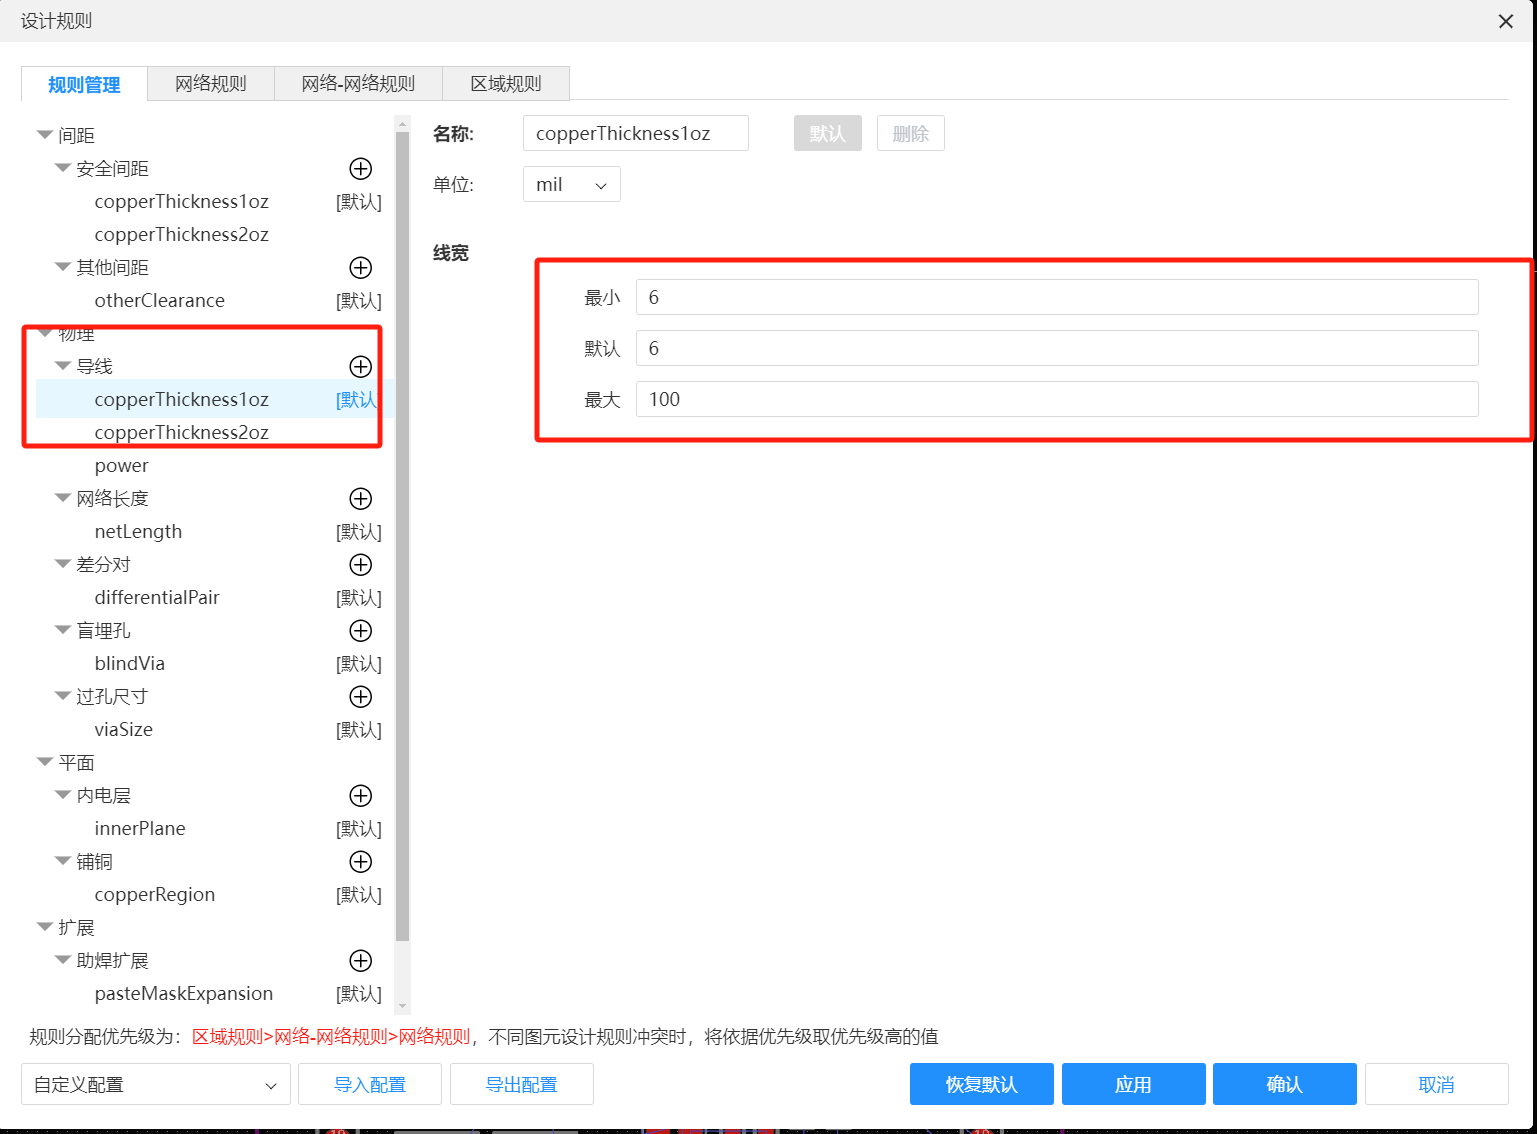 设计规则
规则管理 网络规则 网络-网络规则 区域规则
间距
安全间距
copperThickness1oz [默认]
copperThickness2oz
其他间距
otherClearance [默认]
物理
导线
copperThickness1oz [默认]
copperThickness2oz
power
网络长度
netLength [默认]
差分对
differentialPair [默认]
盲埋孔
blindVia [默认]
过孔尺寸
viaSize [默认]
平面
内电层
innerPlane [默认]
铺铜
copperRegion [默认]
扩展
助焊扩展
pasteMaskExpansion [默认]
名称: copperThickness1oz 默认 删除
单位: mil
线宽
最小 6
默认 6
最大 100
规则分配优先级为：区域规则>网络-网络规则>网络规则，不同图元设计规则冲突时，将依据优先级取优先级高的值
自定义配置 导入配置 导出配置 恢复默认 应用 确认 取消